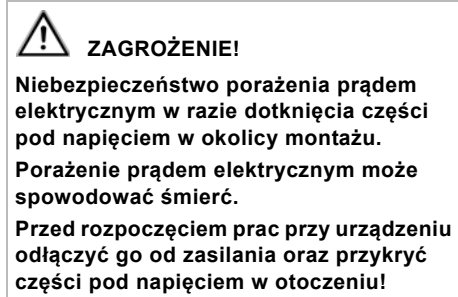 ZAGROŻENIE!
Niebezpieczeństwo porażenia prądem
elektrycznym w razie dotknięcia części
pod napięciem w okolicy montażu.
Porażenie prądem elektrycznym może
spowodować śmierć.
Przed rozpoczęciem prac przy urządzeniu
odłączyć go od zasilania oraz przykryć
części pod napięciem w otoczeniu!